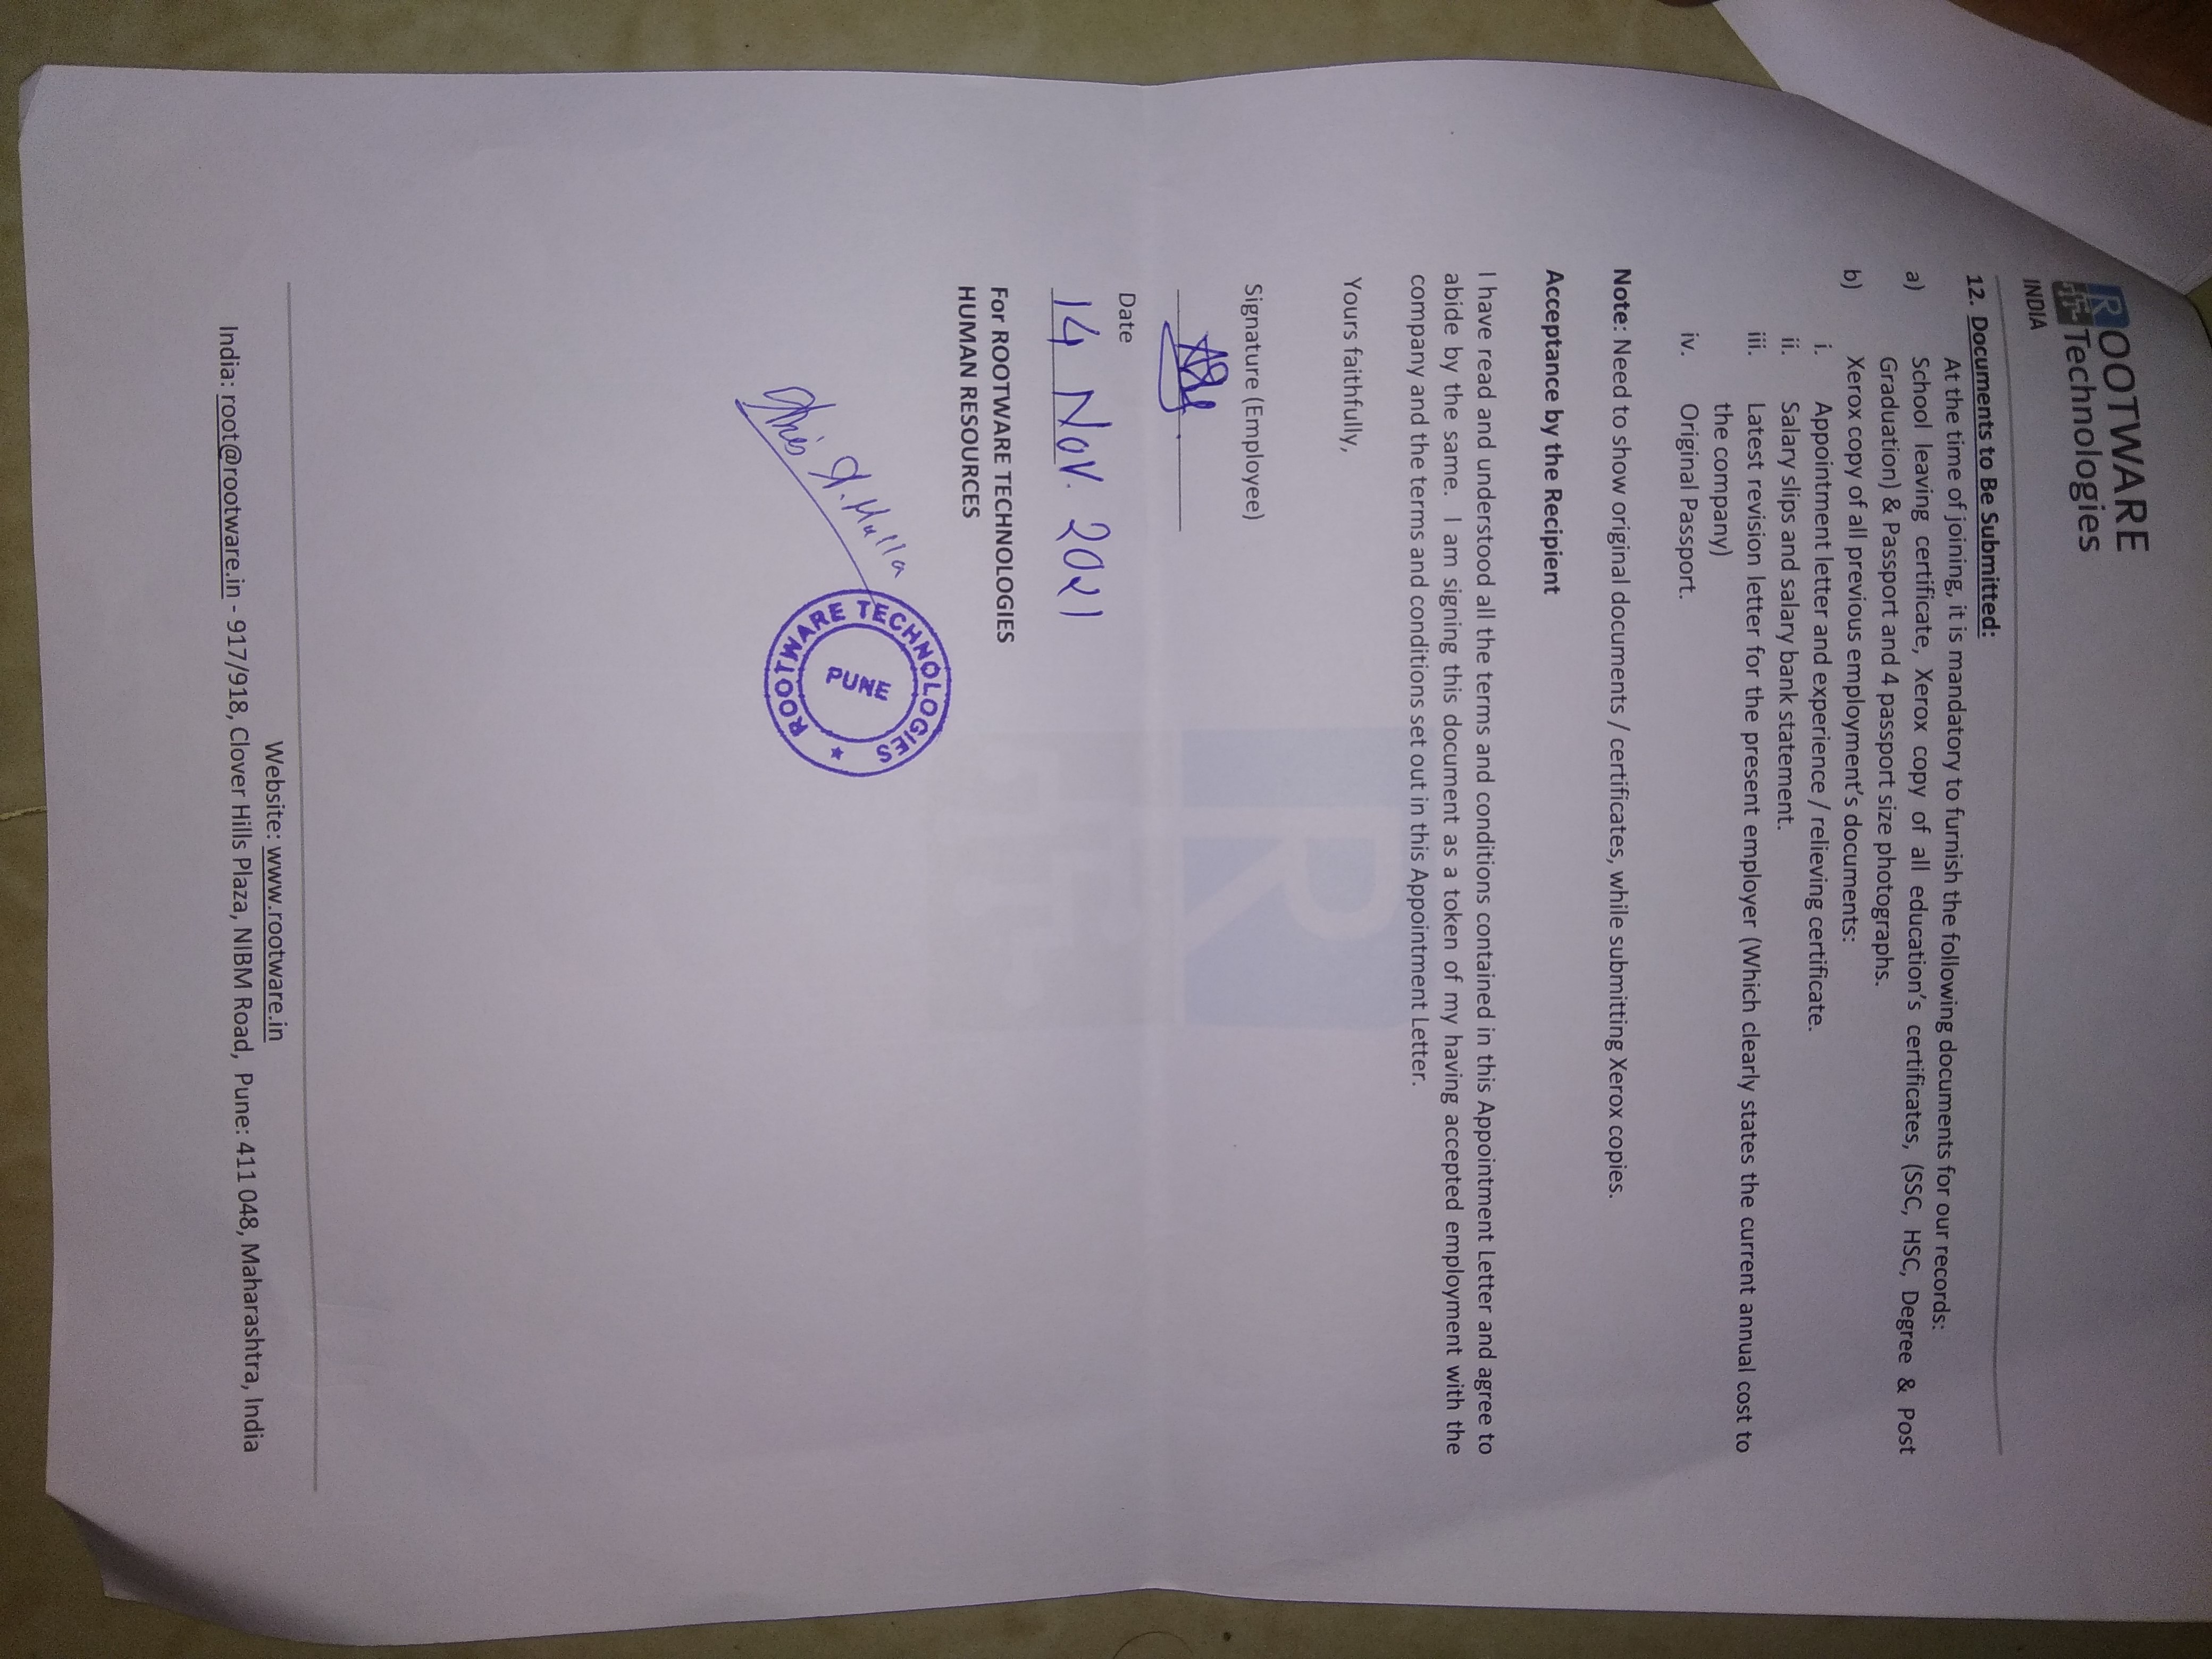 ROOTWARE
IT Technologies
INDIA
12. Documents to Be Submitted:
At the time of joining, it is mandatory to furnish the following documents for our records:
a) School leaving certificate, Xerox copy of all education's certificates, (SSC, HSC, Degree & Post
Graduation) & Passport and 4 passport size photographs.
b) Xerox copy of all previous employment's documents:
i. Appointment letter and experience / relieving certificate.
ii. Salary slips and salary bank statement.
iii. Latest revision letter for the present employer (Which clearly states the current annual cost to
the company)
iv. Original Passport.
Note: Need to show original documents / certificates, while submitting Xerox copies.
Acceptance by the Recipient
I have read and understood all the terms and conditions contained in this Appointment Letter and agree to
abide by the same. I am signing this document as a token of my having accepted employment with the
company and the terms and conditions set out in this Appointment Letter.
Yours faithfully,
Signature (Employee)
Date
14 Nov. 2021
For ROOTWARE TECHNOLOGIES
HUMAN RESOURCES
Mulla
ROOTWARE TECHNOLOGIES ★
PUNE
R
IT
Website: www.rootware.in
India: root@rootware.in - 917/918, Clover Hills Plaza, NIBM Road, Pune: 411 048, Maharashtra, India